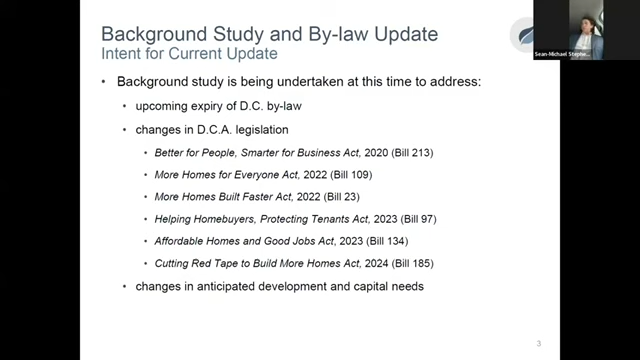 Background Study and By-law Update
Intent for Current Update
Sean-Michael Stephe...
• Background study is being undertaken at this time to address:
• upcoming expiry of D.C. by-law
• changes in D.C.A. legislation
• Better for People, Smarter for Business Act, 2020 (Bill 213)
• More Homes for Everyone Act, 2022 (Bill 109)
• More Homes Built Faster Act, 2022 (Bill 23)
• Helping Homebuyers, Protecting Tenants Act, 2023 (Bill 97)
• Affordable Homes and Good Jobs Act, 2023 (Bill 134)
• Cutting Red Tape to Build More Homes Act, 2024 (Bill 185)
• changes in anticipated development and capital needs
3